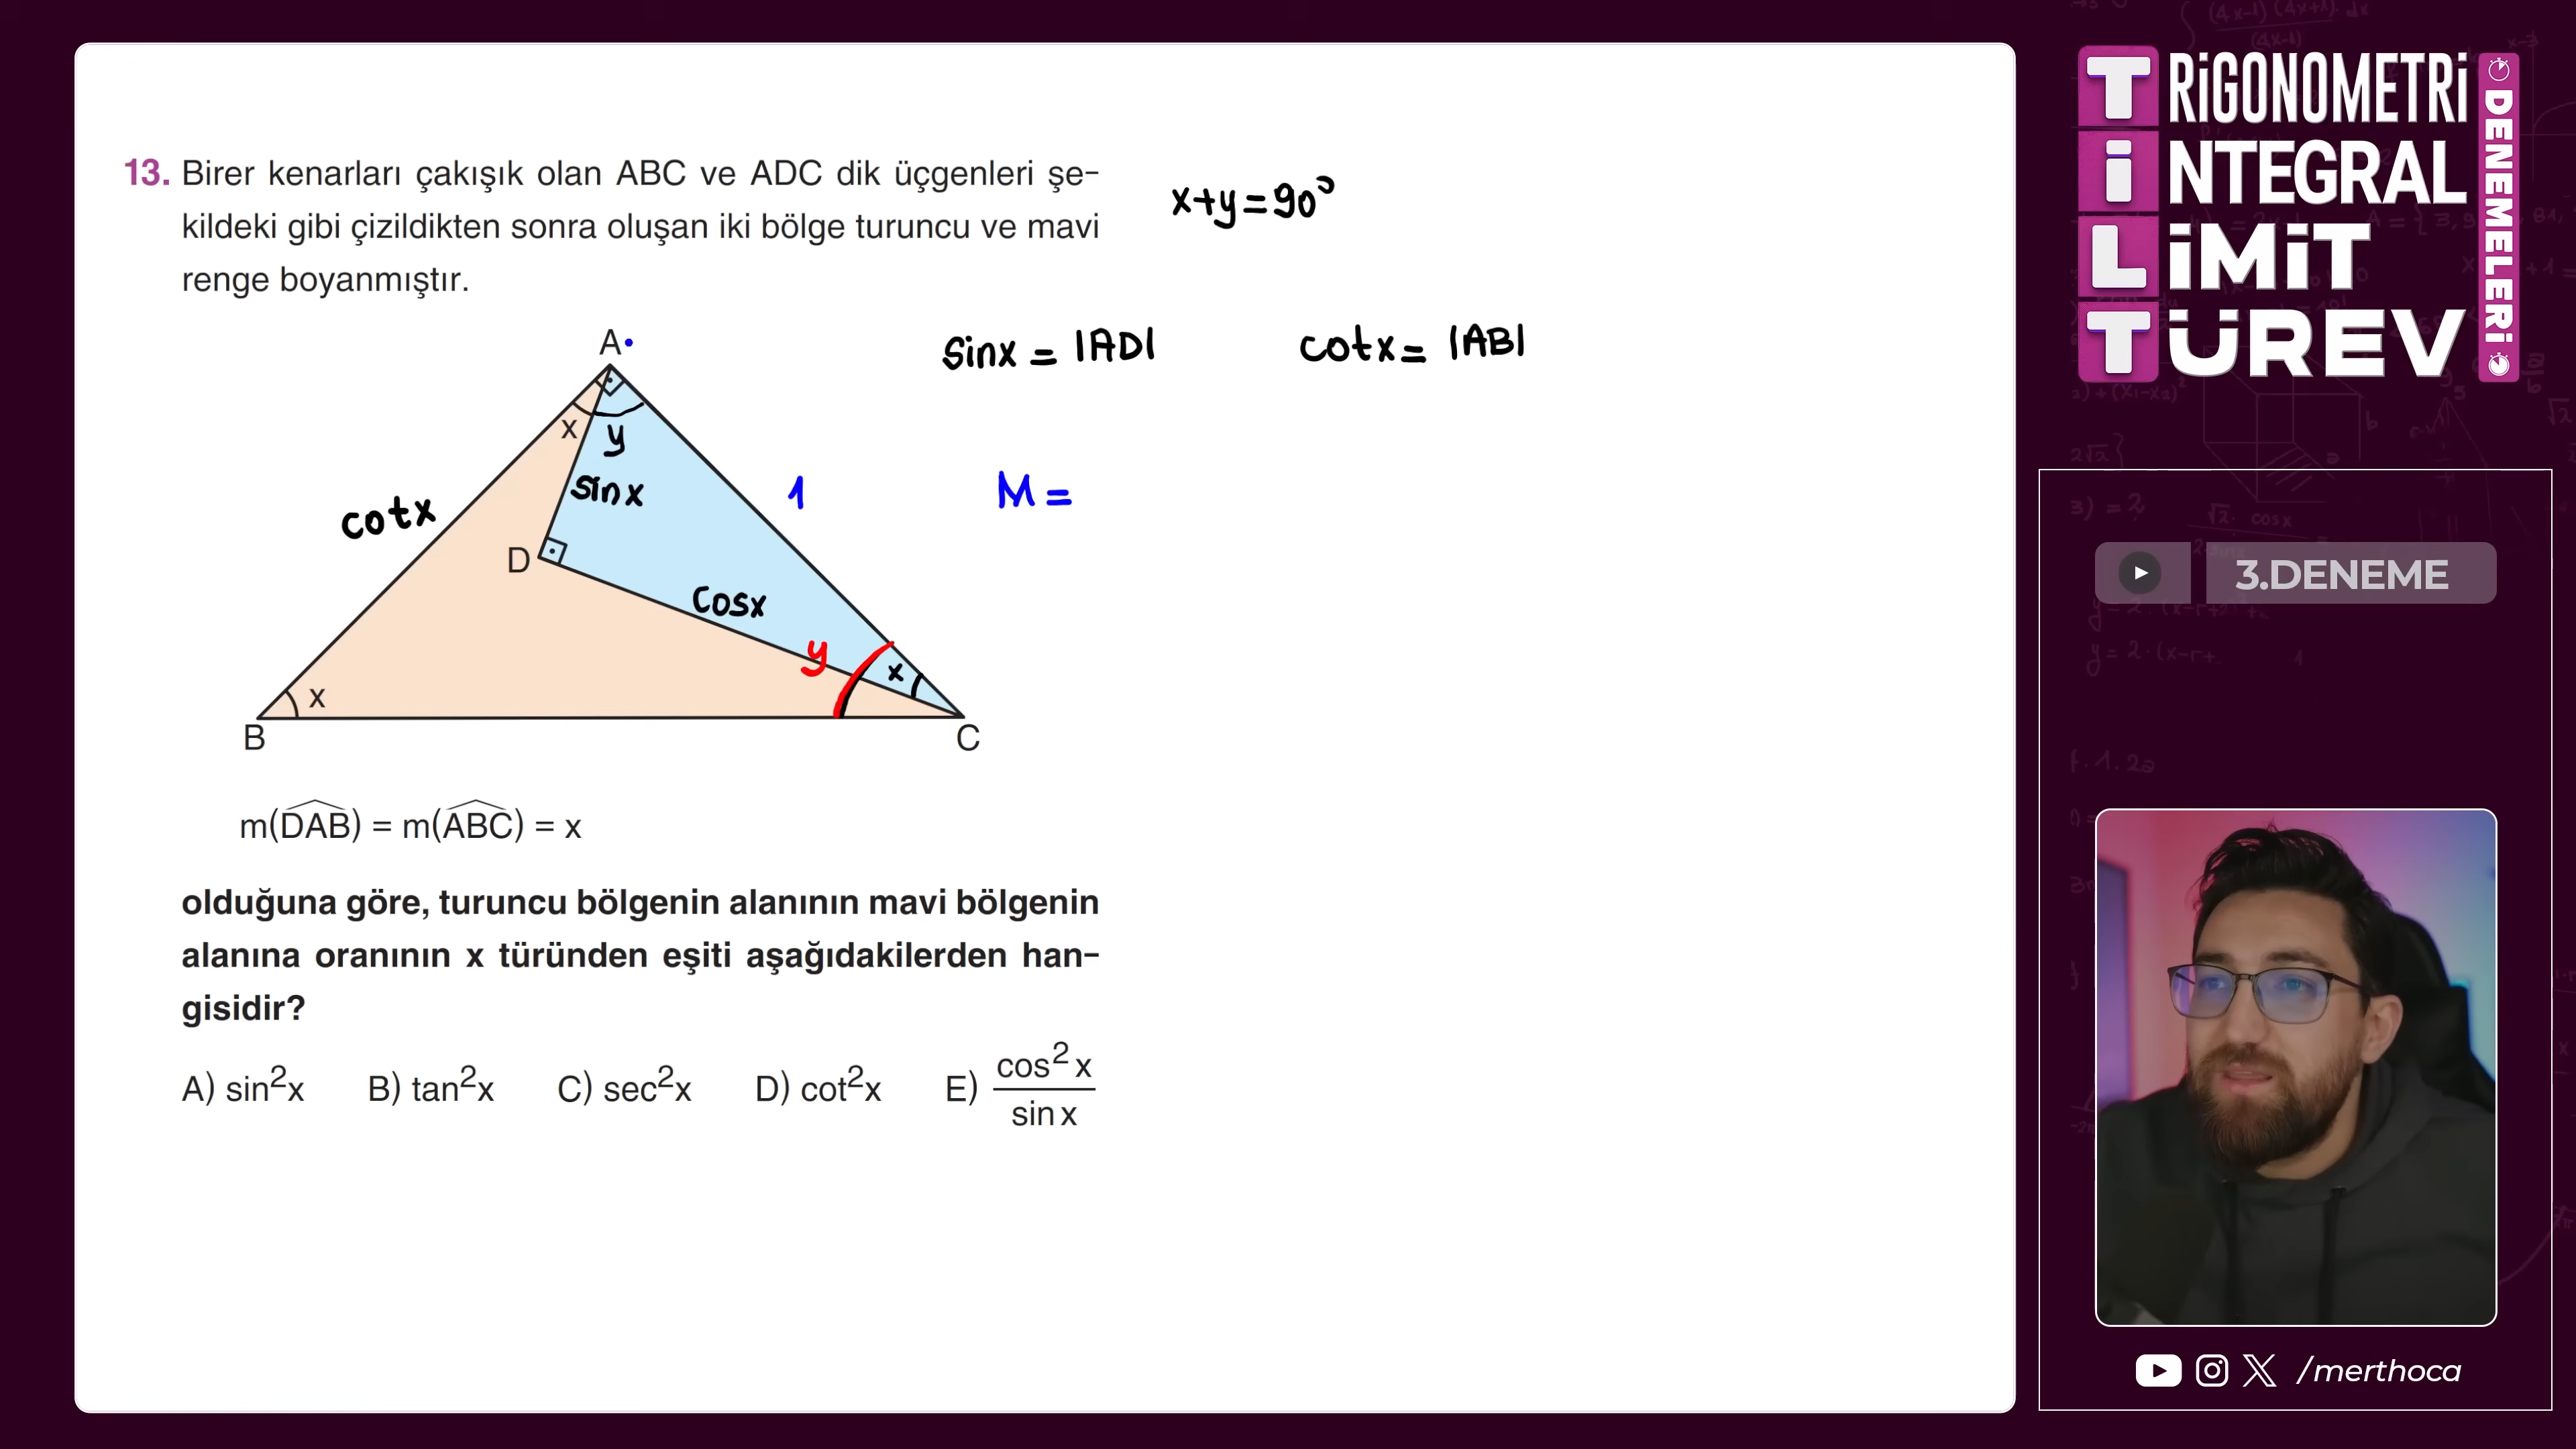 13. Birer kenarları çakışık olan ABC ve ADC dik üçgenleri şe-
kildeki gibi çizildikten sonra oluşan iki bölge turuncu ve mavi
renge boyanmıştır.
x+y=90°
sinx = |AD|
cotx = |AB|
A
x
y
sinx
cotx
1
M =
D
cosx
y
x
x
B
C
m(DAB) = m(ABC) = x
olduğuna göre, turuncu bölgenin alanının mavi bölgenin
alanına oranının x türünden eşiti aşağıdakilerden han-
gisidir?
A) sin²x B) tan²x C) sec²x D) cot²x E) cos²x / sin x
TRİGONOMETRİ
İNTEGRAL
LİMİT
TÜREV
DENEMELERİ
3.DENEME
/merthoca